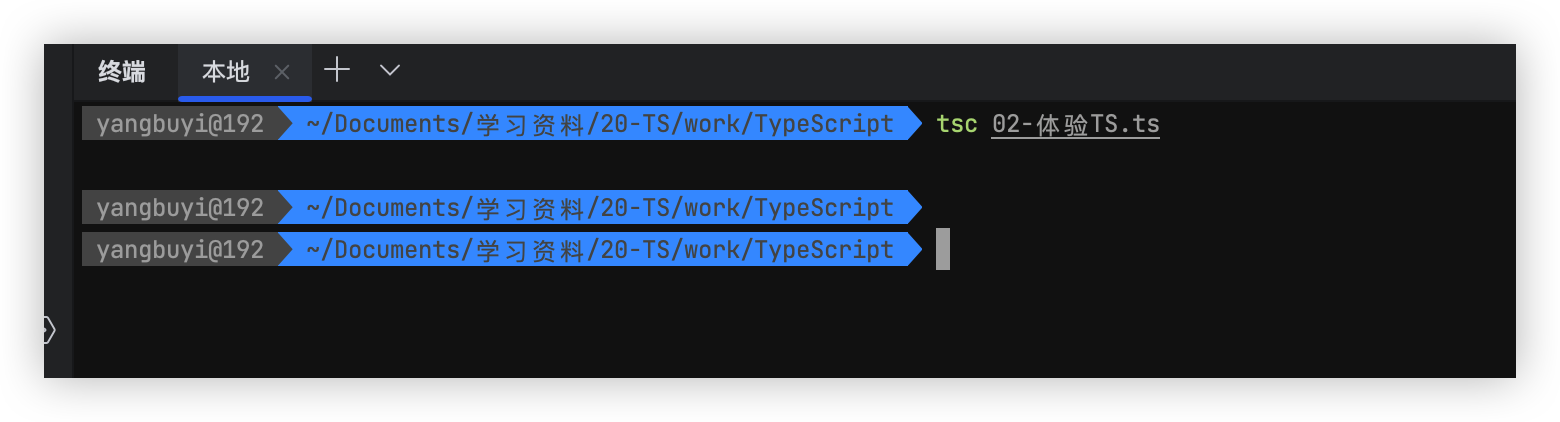 终端 本地
yangbuyi@192 ~/Documents/学习资料/20-TS/work/TypeScript tsc 02-体验TS.ts
yangbuyi@192 ~/Documents/学习资料/20-TS/work/TypeScript
yangbuyi@192 ~/Documents/学习资料/20-TS/work/TypeScript